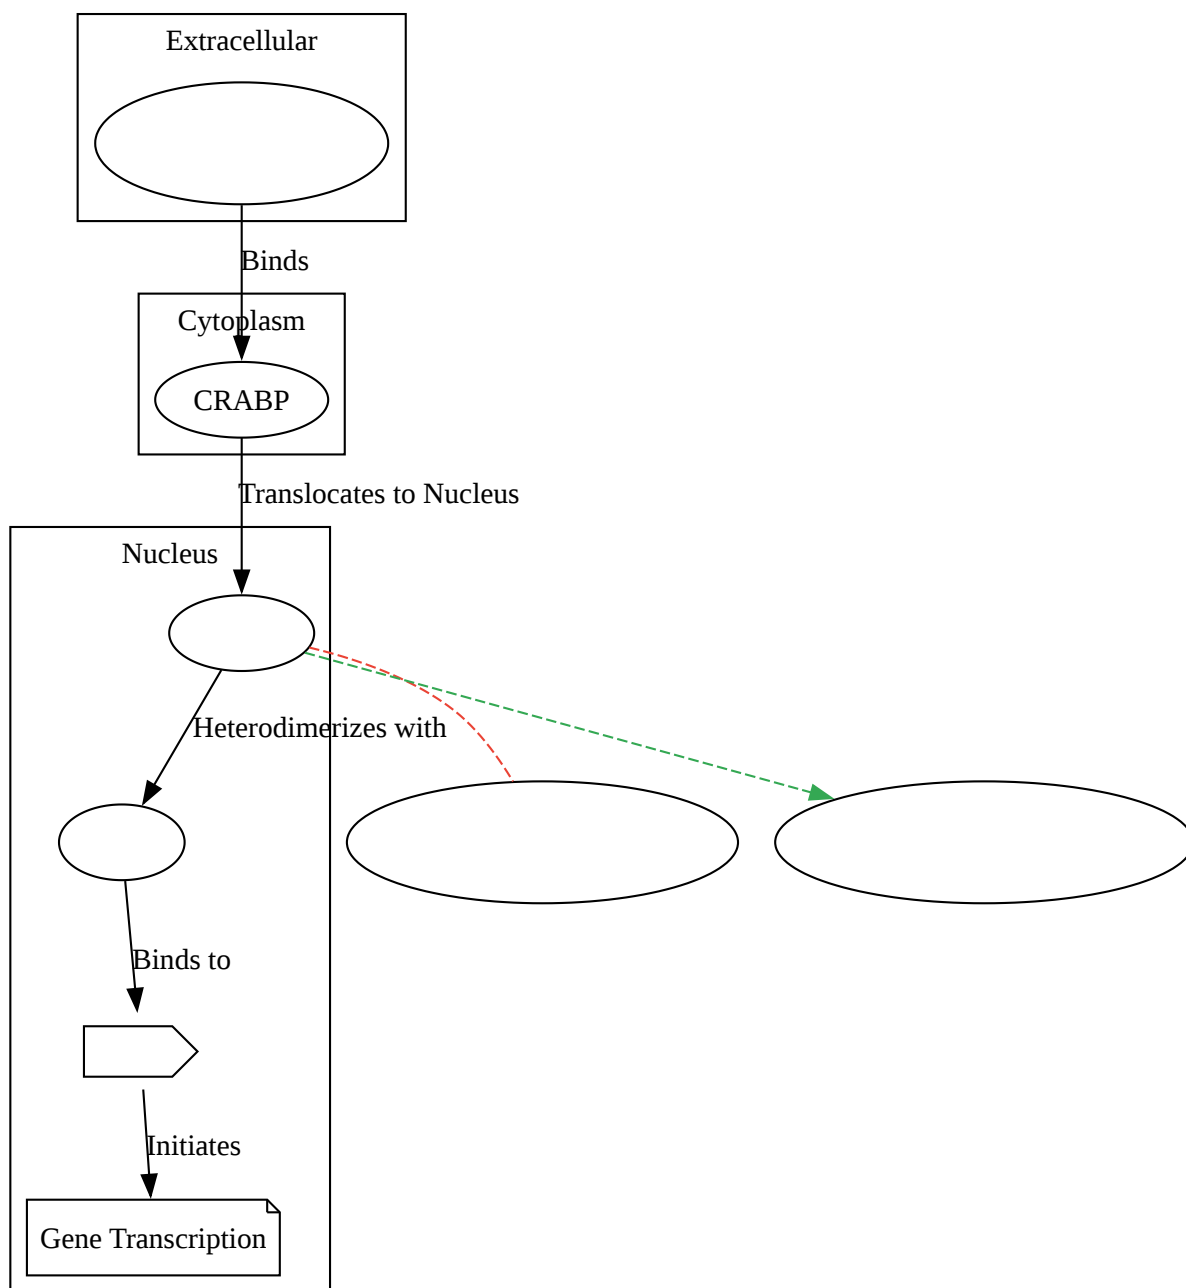 Extracellular
Binds
Cytoplasm
CRABP
Translocates to Nucleus
Nucleus
Heterodimerizes with
Binds to
Initiates
Gene Transcription